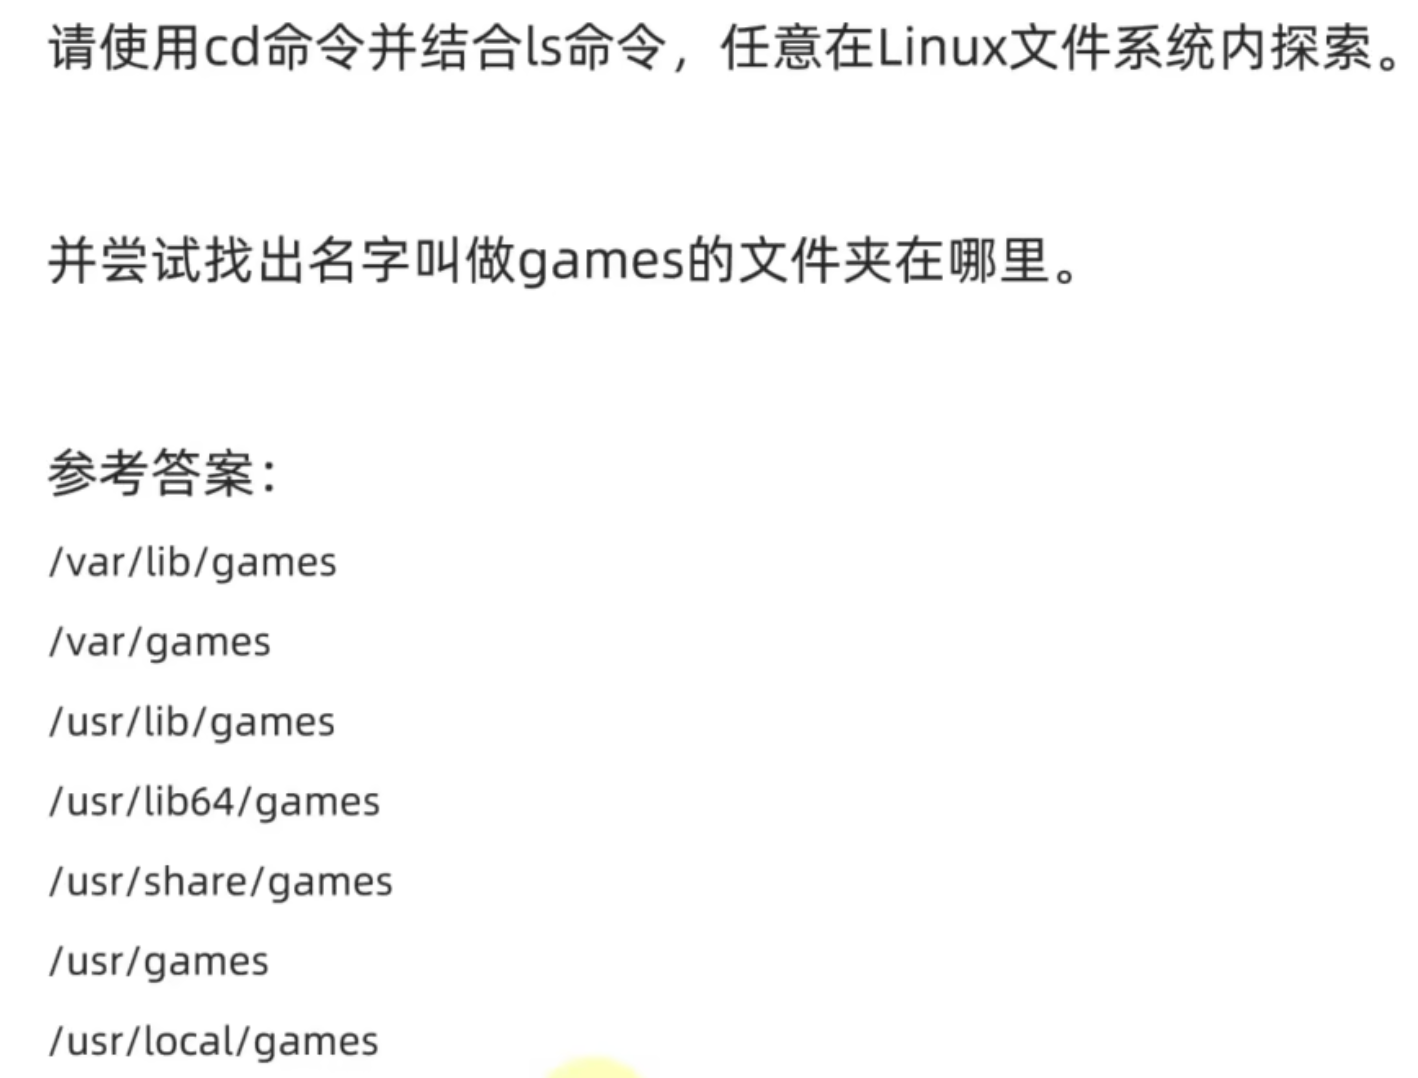 请使用cd命令并结合ls命令，任意在Linux文件系统内探索。
并尝试找出名字叫做games的文件夹在哪里。
参考答案：
/var/lib/games
/var/games
/usr/lib/games
/usr/lib64/games
/usr/share/games
/usr/games
/usr/local/games